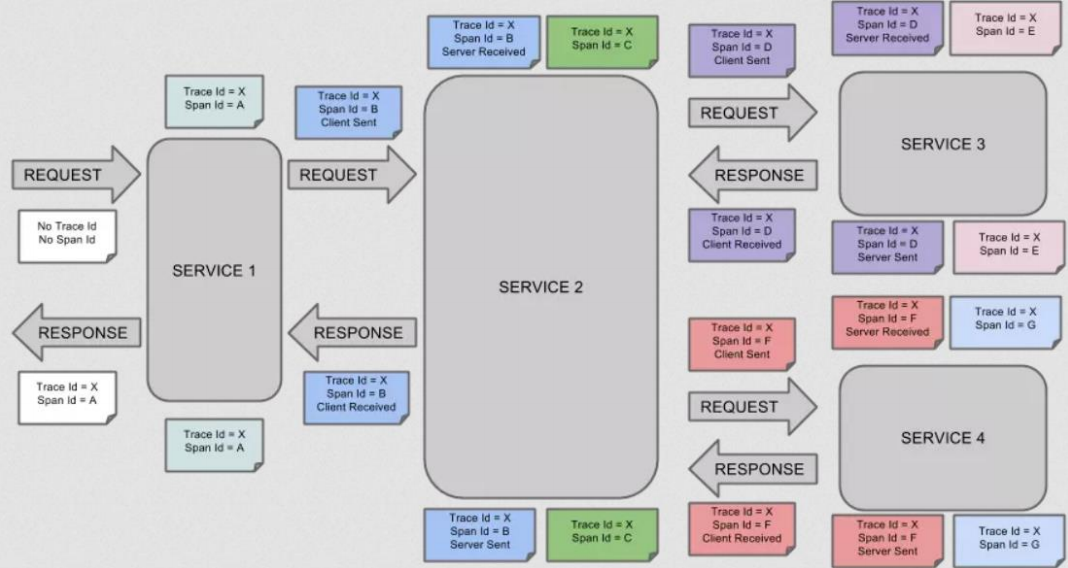 Trace Id = X
Span Id = B
Server Received
Trace Id = X
Span Id = C
Trace Id = X
Span Id = D
Client Sent
Trace Id = X
Span Id = D
Server Received
Trace Id = X
Span Id = E
Trace Id = X
Span Id = A
Trace Id = X
Span Id = B
Client Sent
REQUEST
SERVICE 3
REQUEST
REQUEST
RESPONSE
No Trace Id
No Span Id
Trace Id = X
Span Id = D
Client Received
Trace Id = X
Span Id = D
Server Sent
Trace Id = X
Span Id = E
SERVICE 1
SERVICE 2
RESPONSE
RESPONSE
Trace Id = X
Span Id = F
Client Sent
Trace Id = X
Span Id = F
Server Received
Trace Id = X
Span Id = G
Trace Id = X
Span Id = A
Trace Id = X
Span Id = B
Client Received
REQUEST
SERVICE 4
Trace Id = X
Span Id = A
RESPONSE
Trace Id = X
Span Id = B
Server Sent
Trace Id = X
Span Id = C
Trace Id = X
Span Id = F
Client Received
Trace Id = X
Span Id = F
Server Sent
Trace Id = X
Span Id = G